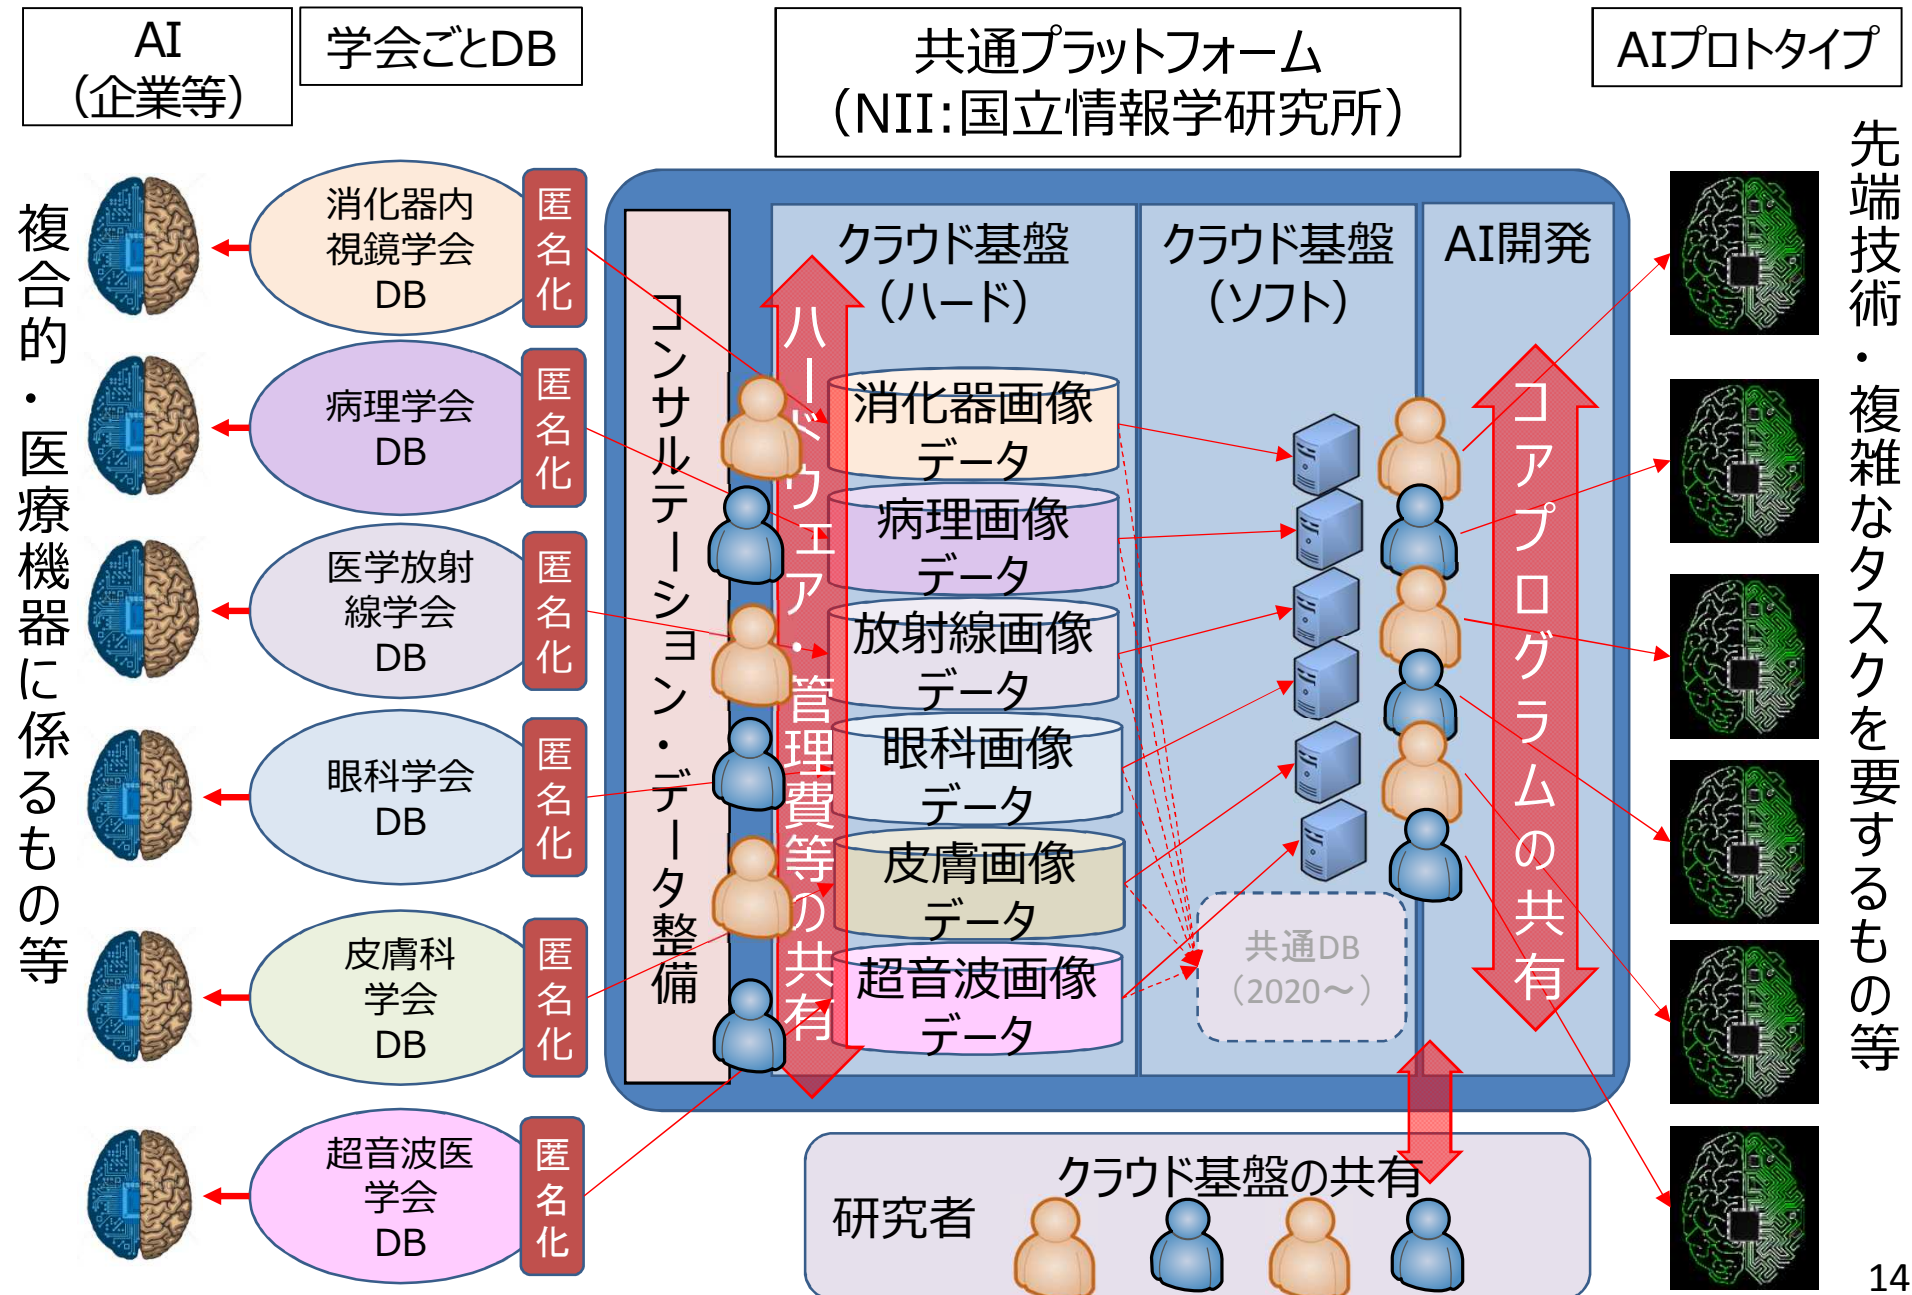 AI
（企業等）
学会ごとDB
共通プラットフォーム
（NII:国立情報学研究所）
AIプロトタイプ
複合的・医療機器に係るもの等
消化器内
視鏡学会
DB
匿名化
病理学会
DB
匿名化
医学放射
線学会
DB
匿名化
眼科学会
DB
匿名化
皮膚科
学会
DB
匿名化
超音波医
学会
DB
匿名化
コンサルテーション・データ整備
ハードウェア・管理費等の共有
クラウド基盤
（ハード）
消化器画像
データ
病理画像
データ
放射線画像
データ
眼科画像
データ
皮膚画像
データ
超音波画像
データ
クラウド基盤
（ソフト）
共通DB
（2020～）
AI開発
コアプログラムの共有
クラウド基盤の共有
研究者
先端技術・複雑なタスクを要するもの等
14